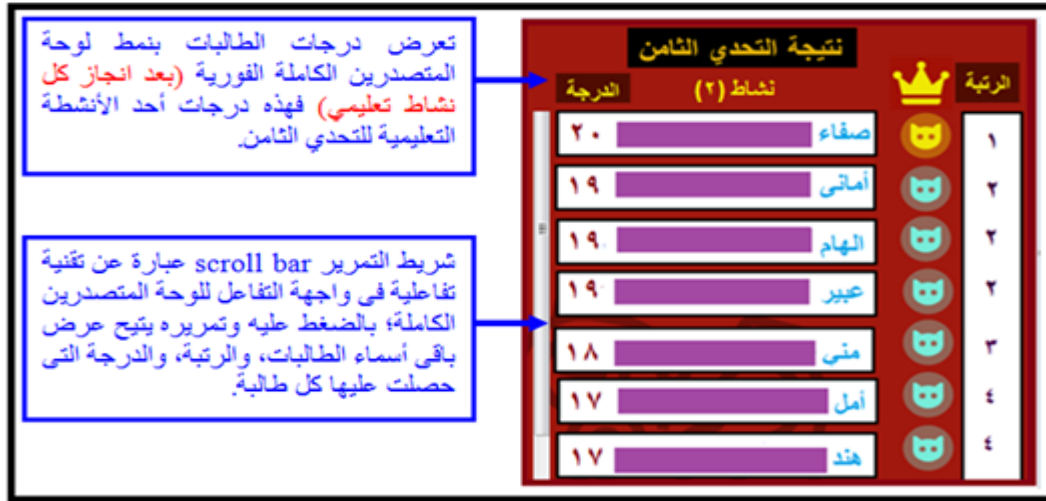 تعرض درجات الطالبات بنمط لوحة
المتصدرين الكاملة الفورية (بعد انجاز كل
نشاط تعليمي) فهذه درجات أحد الأنشطة
التعليمية للتحدي الثامن.
شريط التمرير scroll bar عبارة عن تقنية
تفاعلية فى واجهة التفاعل للوحة المتصدرين
الكاملة؛ بالضغط عليه وتمريره يتيح عرض
باقى أسماء الطالبات، والرتبة، والدرجة التى
حصلت عليها كل طالبة.
نتيجة التحدي الثامن
الرتبة نشاط (٢) الدرجة
١ صفاء ٢٠
٢ أمانى ١٩
٢ الهام ١٩
٢ عبير ١٩
٣ مني ١٨
٤ أمل ١٧
٤ هند ١٧